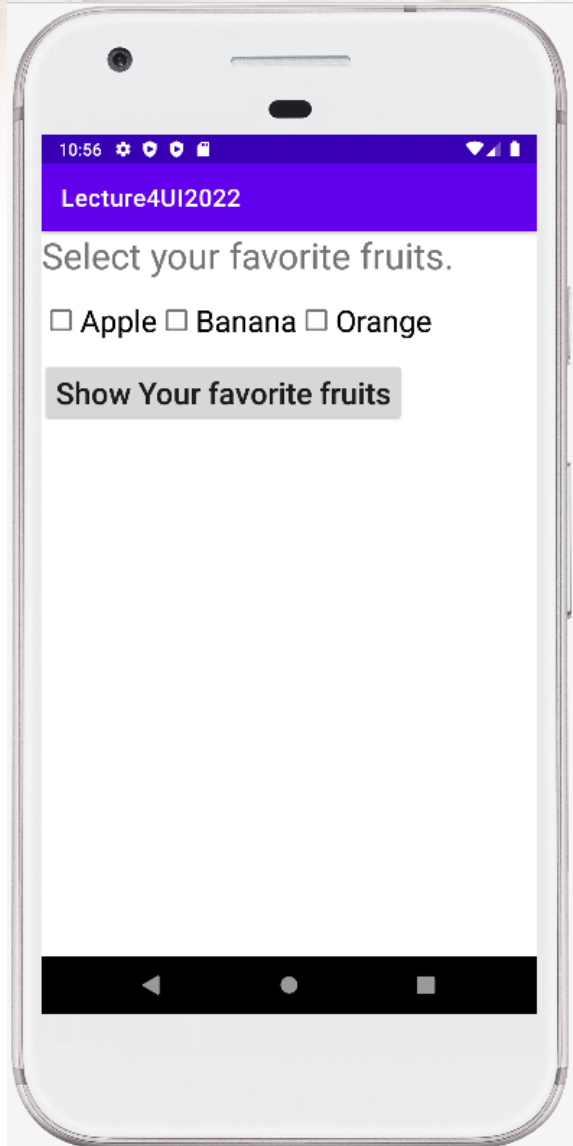 10:56
Lecture4UI2022
Select your favorite fruits.
Apple Banana Orange
Show Your favorite fruits